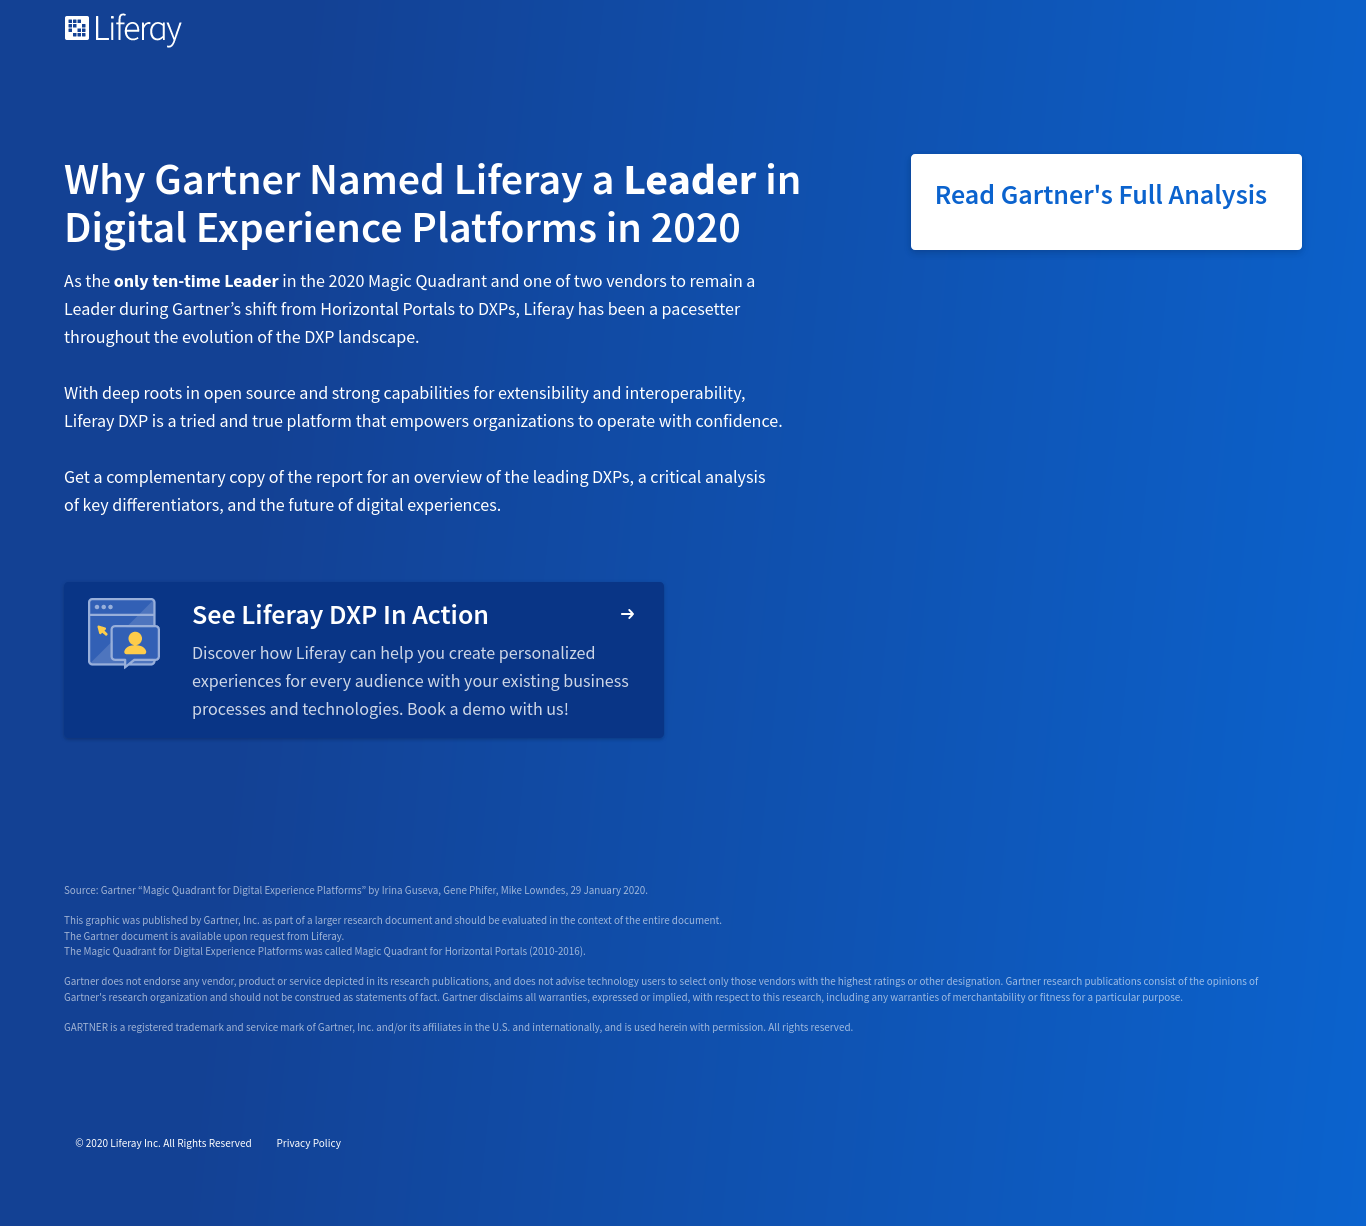 Liferay
Why Gartner Named Liferay a Leader in
Digital Experience Platforms in 2020
As the only ten-time Leader in the 2020 Magic Quadrant and one of two vendors to remain a
Leader during Gartner’s shift from Horizontal Portals to DXPs, Liferay has been a pacesetter
throughout the evolution of the DXP landscape.
With deep roots in open source and strong capabilities for extensibility and interoperability,
Liferay DXP is a tried and true platform that empowers organizations to operate with confidence.
Get a complementary copy of the report for an overview of the leading DXPs, a critical analysis
of key differentiators, and the future of digital experiences.
Read Gartner's Full Analysis
See Liferay DXP In Action
Discover how Liferay can help you create personalized
experiences for every audience with your existing business
processes and technologies. Book a demo with us!
Source: Gartner “Magic Quadrant for Digital Experience Platforms” by Irina Guseva, Gene Phifer, Mike Lowndes, 29 January 2020.
This graphic was published by Gartner, Inc. as part of a larger research document and should be evaluated in the context of the entire document.
The Gartner document is available upon request from Liferay.
The Magic Quadrant for Digital Experience Platforms was called Magic Quadrant for Horizontal Portals (2010-2016).
Gartner does not endorse any vendor, product or service depicted in its research publications, and does not advise technology users to select only those vendors with the highest ratings or other designation. Gartner research publications consist of the opinions of
Gartner's research organization and should not be construed as statements of fact. Gartner disclaims all warranties, expressed or implied, with respect to this research, including any warranties of merchantability or fitness for a particular purpose.
GARTNER is a registered trademark and service mark of Gartner, Inc. and/or its affiliates in the U.S. and internationally, and is used herein with permission. All rights reserved.
© 2020 Liferay Inc. All Rights Reserved Privacy Policy